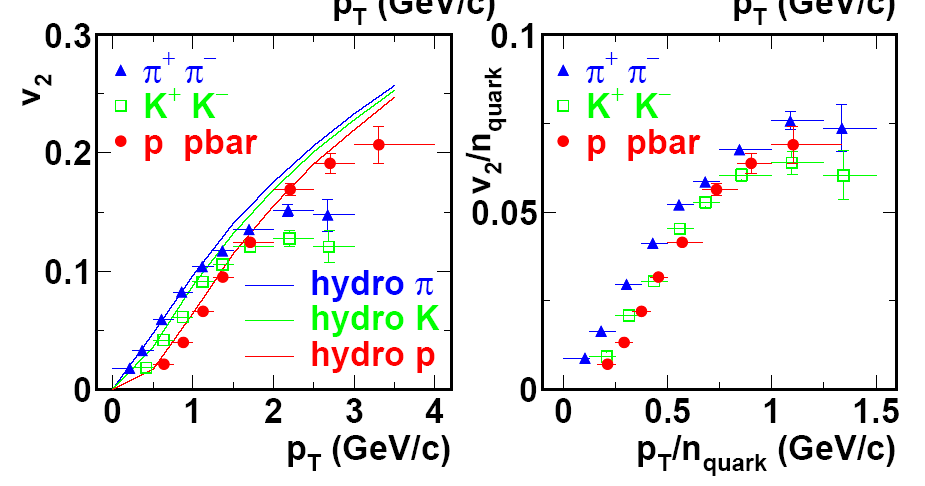 p_T (GeV/c)
p_T (GeV/c)
0.3
0.2
0.1
0
v_2
π^+ π^-
K^+ K^-
p pbar
hydro π
hydro K
hydro p
0 1 2 3 4
p_T (GeV/c)
0.1
0.05
0
v_2/n_quark
π^+ π^-
K^+ K^-
p pbar
0 0.5 1 1.5
p_T/n_quark (GeV/c)